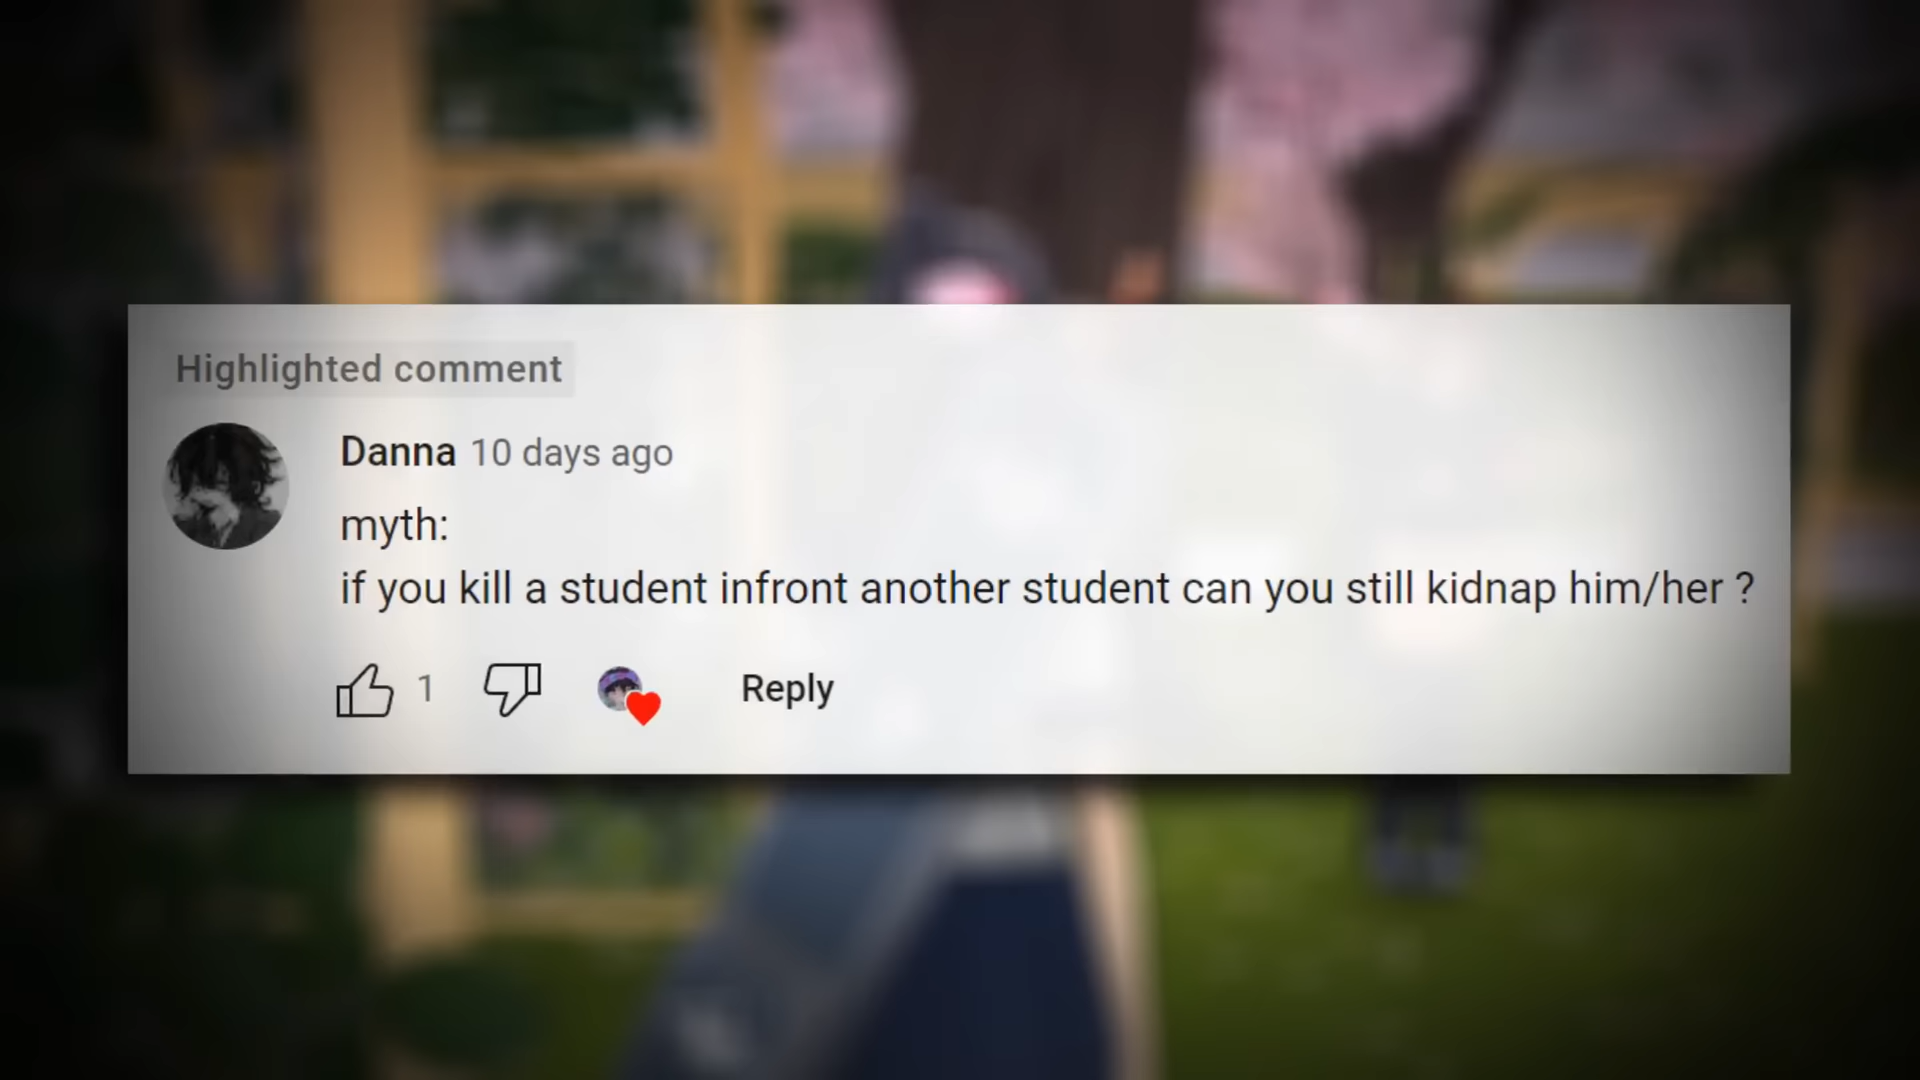 Highlighted comment
Danna 10 days ago
myth:
if you kill a student infront another student can you still kidnap him/her ?
1 Reply